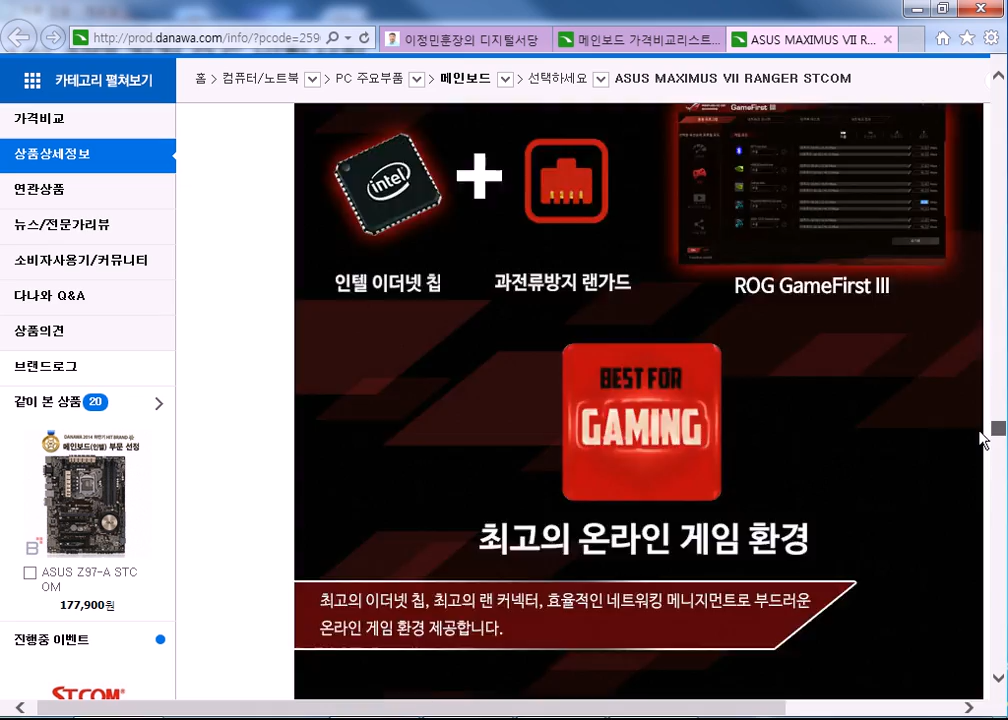 http://prod.danawa.com/info/?pcode=259
이정민훈장의 디지털서당
메인보드 가격비교리스트...
ASUS MAXIMUS VII R...
카테고리 펼쳐보기
홈 > 컴퓨터/노트북 > PC 주요부품 > 메인보드 > 선택하세요 > ASUS MAXIMUS VII RANGER STCOM
가격비교
상품상세정보
연관상품
뉴스/전문가리뷰
소비자사용기/커뮤니티
다나와 Q&A
상품의견
브랜드로그
같이 본 상품 20
DANAWA 2014 하반기 HIT BRAND
메인보드(인텔) 부문 선정
ASUS Z97-A STC
OM
177,900원
진행중 이벤트
STCOM
GameFirst III
intel
인텔 이더넷 칩
과전류방지 랜가드
ROG GameFirst III
BEST FOR
GAMING
최고의 온라인 게임 환경
최고의 이더넷 칩, 최고의 랜 커넥터, 효율적인 네트워킹 메니지먼트로 부드러운
온라인 게임 환경 제공합니다.